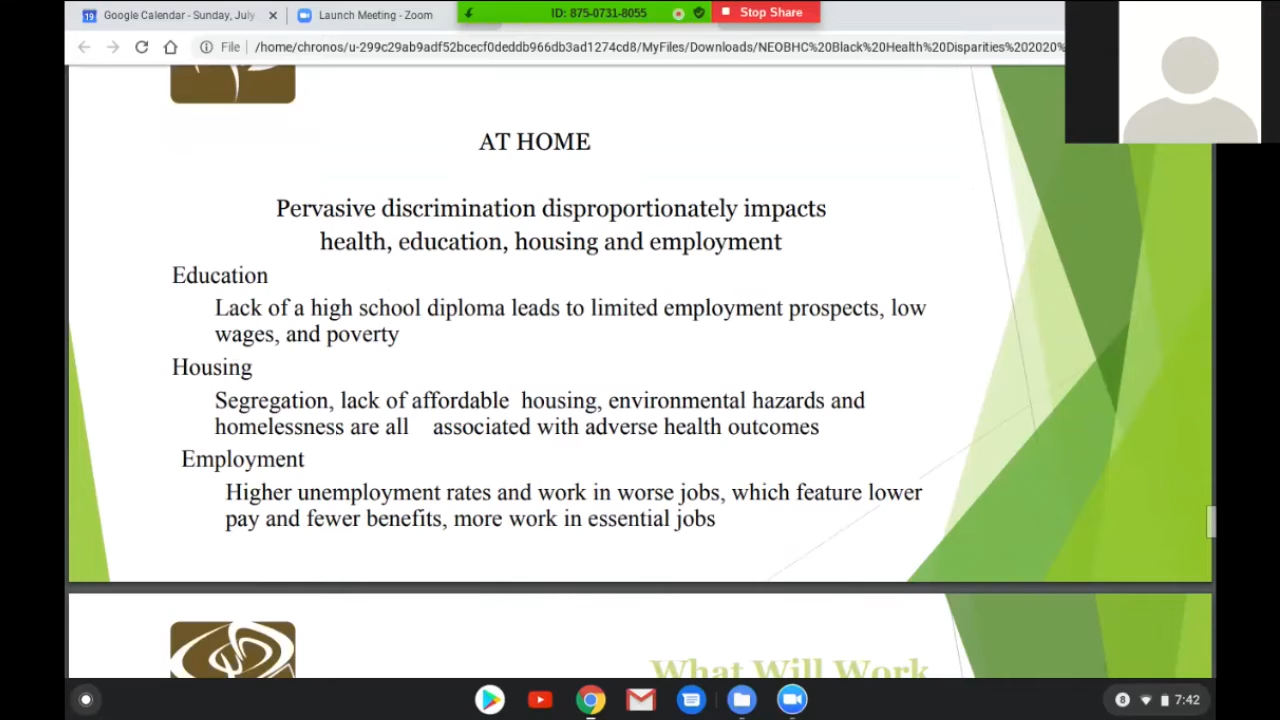 Google Calendar - Sunday, July
Launch Meeting - Zoom
ID: 875-0731-8055
Stop Share
File
/home/chronos/u-299c29ab9adf52bcecf0deddb966db3ad1274cd8/MyFiles/Downloads/NEOBHC%20Black%20Health%20Disparities%202020%
AT HOME
Pervasive discrimination disproportionately impacts
health, education, housing and employment
Education
Lack of a high school diploma leads to limited employment prospects, low
wages, and poverty
Housing
Segregation, lack of affordable housing, environmental hazards and
homelessness are all associated with adverse health outcomes
Employment
Higher unemployment rates and work in worse jobs, which feature lower
pay and fewer benefits, more work in essential jobs
What Will Work
8
7:42